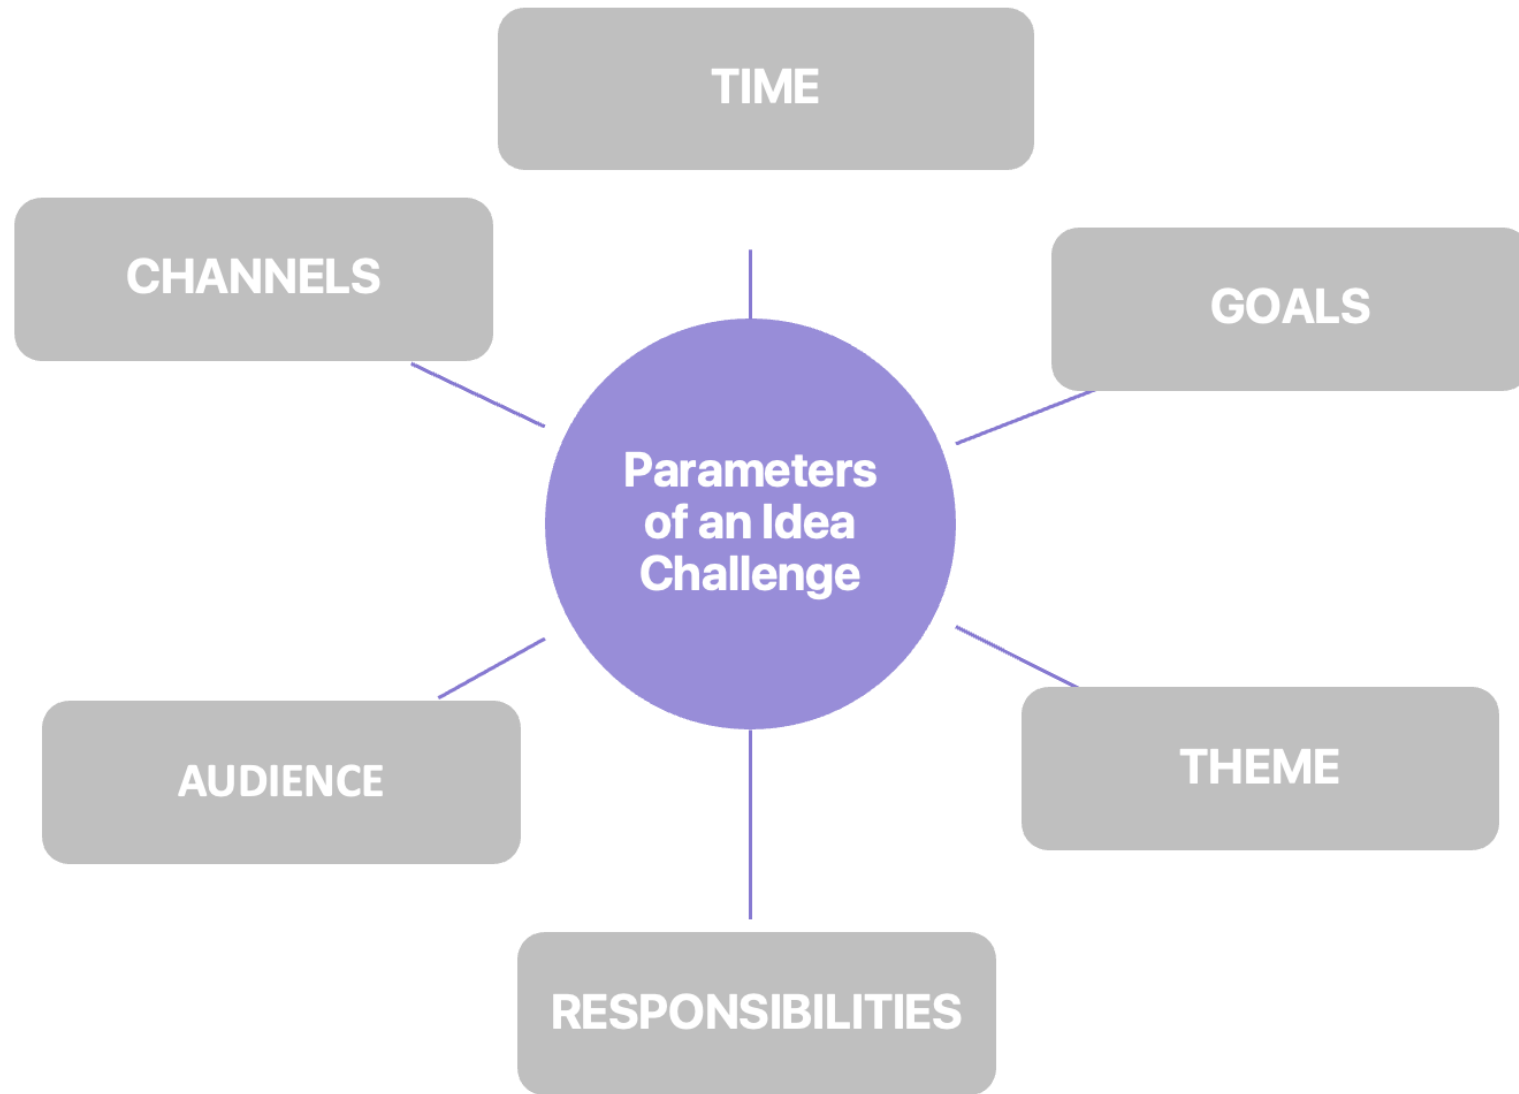 TIME
CHANNELS
GOALS
Parameters
of an Idea
Challenge
AUDIENCE
THEME
RESPONSIBILITIES